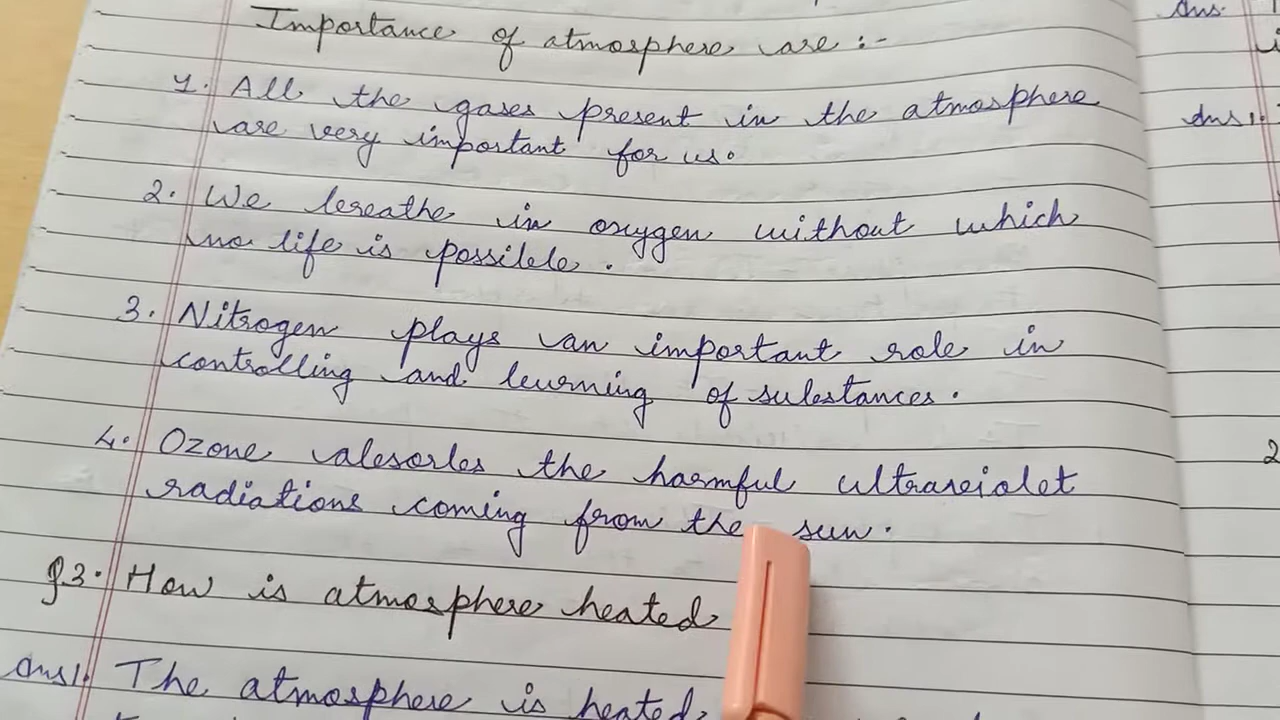 Importance of atmosphere are :-
1. All the gases present in the atmosphere
are very important for us.
2. We breathe in oxygen without which
no life is possible.
3. Nitrogen plays an important role in
controlling and burning of substances.
4. Ozone absorbs the harmful ultraviolet
radiations coming from the sun.
Q3. How is atmosphere heated
Ans1. The atmosphere is heated
Ans.
Ans1.
2